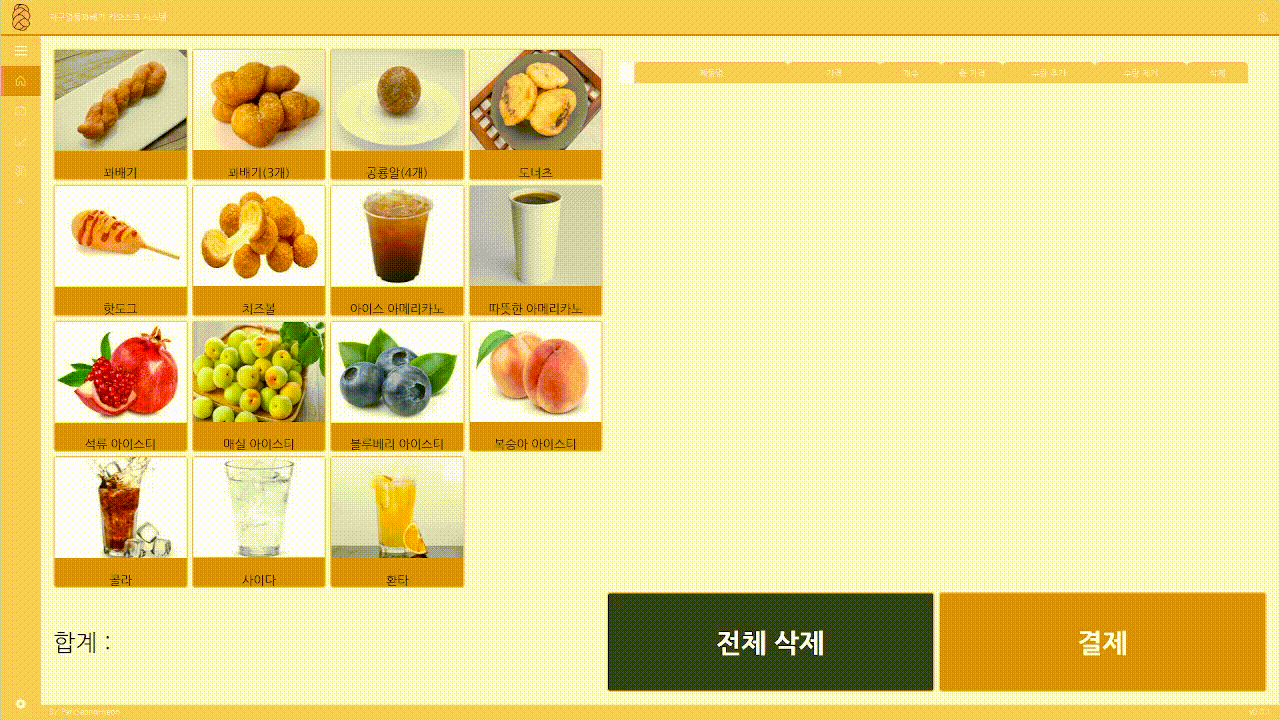 꽈배기
꽈배기(3개)
공룡알(4개)
도너츠
핫도그
치즈볼
아이스 아메리카노
따뜻한 아메리카노
석류 아이스티
매실 아이스티
블루베리 아이스티
복숭아 아이스티
콜라
사이다
환타
제품명
가격
개수
총 가격
수량 추가
수량 제거
삭제
합계 :
전체 삭제
결제